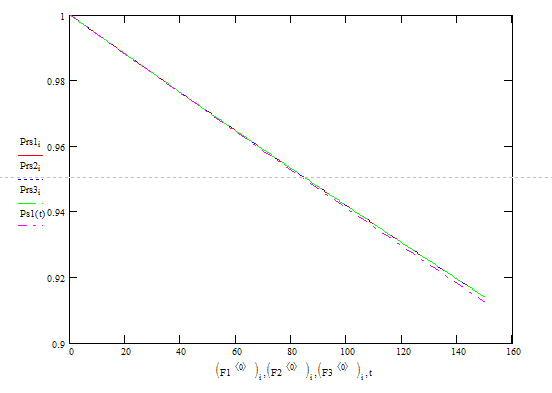 1
0.98
0.96
0.94
0.92
0.9
Prs1i
Prs2i
Prs3i
Ps1(t)
0 20 40 60 80 100 120 140 160
(F1 ⟨0⟩ )i,(F2 ⟨0⟩ )i,(F3 ⟨0⟩ )i,t